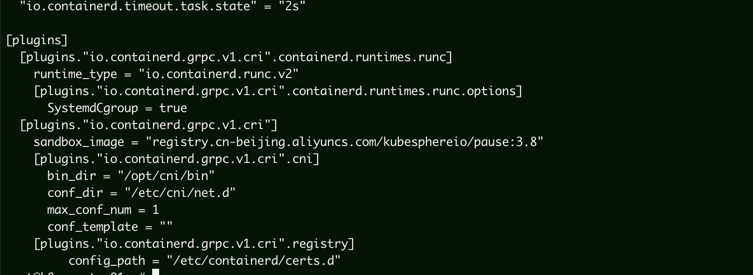 "io.containerd.timeout.task.state" = "2s"
[plugins]
[plugins."io.containerd.grpc.v1.cri".containerd.runtimes.runc]
runtime_type = "io.containerd.runc.v2"
[plugins."io.containerd.grpc.v1.cri".containerd.runtimes.runc.options]
SystemdCgroup = true
[plugins."io.containerd.grpc.v1.cri"]
sandbox_image = "registry.cn-beijing.aliyuncs.com/kubesphereio/pause:3.8"
[plugins."io.containerd.grpc.v1.cri".cni]
bin_dir = "/opt/cni/bin"
conf_dir = "/etc/cni/net.d"
max_conf_num = 1
conf_template = ""
[plugins."io.containerd.grpc.v1.cri".registry]
config_path = "/etc/containerd/certs.d"